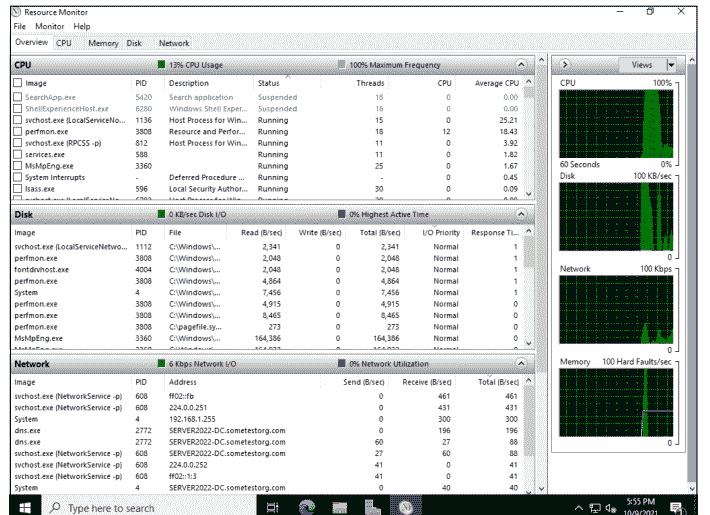 Resource Monitor
File Monitor Help
Overview CPU Memory Disk Network
CPU 13% CPU Usage 100% Maximum Frequency
Image PID Description Status Threads CPU Average CPU
SearchApp.exe 5420 Search application Suspended 18 0 0.00
ShellExperienceHost.exe 6280 Windows Shell Exper... Suspended 16 0 0.00
svchost.exe (LocalServiceNo... 1136 Host Process for Win... Running 15 0 25.21
perfmon.exe 3808 Resource and Perfor... Running 18 12 18.43
svchost.exe (RPCSS -p) 812 Host Process for Win... Running 11 0 3.92
services.exe 588 Running 11 0 1.82
MsMpEng.exe 3360 Running 25 0 1.67
System Interrupts - Deferred Procedure ... Running - 0 0.45
lsass.exe 596 Local Security Author... Running 30 0 0.09
Disk 0 KB/sec Disk I/O 0% Highest Active Time
Image PID File Read (B/sec) Write (B/sec) Total (B/sec) I/O Priority Response Ti...
svchost.exe (LocalServiceNetwo... 1112 C:\Windows\... 2,341 0 2,341 Normal 1
perfmon.exe 3808 C:\Windows\... 2,048 0 2,048 Normal 1
fontdrvhost.exe 4004 C:\Windows\... 2,048 0 2,048 Normal 1
perfmon.exe 3808 C:\Windows\... 4,864 0 4,864 Normal 1
System 4 C:\Windows\... 7,456 0 7,456 Normal 1
perfmon.exe 3808 C:\Windows\... 4,915 0 4,915 Normal 0
perfmon.exe 3808 C:\Windows\... 8,465 0 8,465 Normal 0
perfmon.exe 3808 C:\pagefile.sy... 273 0 273 Normal 0
MsMpEng.exe 3360 C:\Windows\... 164,386 0 164,386 Normal 0
Network 6 Kbps Network I/O 0% Network Utilization
Image PID Address Send (B/sec) Receive (B/sec) Total (B/sec)
svchost.exe (NetworkService -p) 608 ff02::fb 0 461 461
svchost.exe (NetworkService -p) 608 224.0.0.251 0 431 431
System 4 192.168.1.255 0 300 300
dns.exe 2772 SERVER2022-DC.sometestorg.com 0 196 196
dns.exe 2772 SERVER2022-DC.sometestorg.com 60 27 88
svchost.exe (NetworkService -p) 608 SERVER2022-DC.sometestorg.com 27 60 88
svchost.exe (NetworkService -p) 608 224.0.0.252 41 0 41
svchost.exe (NetworkService -p) 608 ff02::1:3 41 0 41
System 4 SERVER2022-DC.sometestorg.com 0 40 40
Views
CPU 100%
60 Seconds 0%
Disk 100 KB/sec
0
Network 100 Kbps
0
Memory 100 Hard Faults/sec
0
Type here to search
5:55 PM
10/9/2021